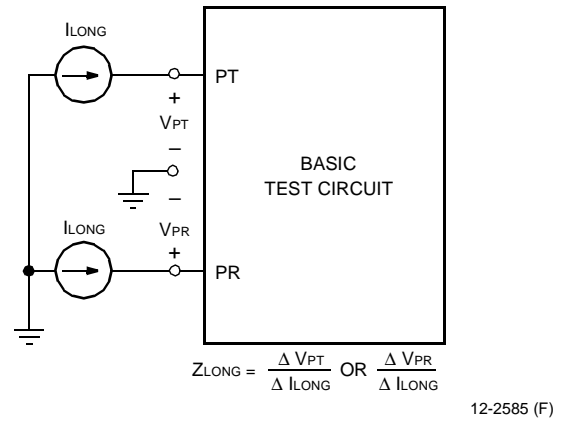 ILONG
PT
+
VPT
–
BASIC
TEST CIRCUIT
–
ILONG
VPR
+
PR
ZLONG = Δ VPT / Δ ILONG OR Δ VPR / Δ ILONG
12-2585 (F)